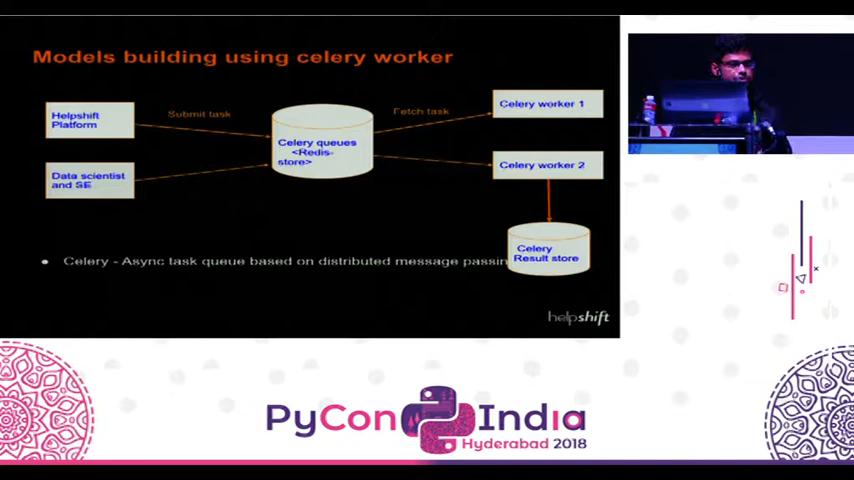 Models building using celery worker
Helpshift
Platform
Submit task
Celery queues
<Redis-
store>
Fetch task
Celery worker 1
Data scientist
and SE
Celery worker 2
Celery
Result store
Celery - Async task queue based on distributed message passin
helpshift
PyCon India
Hyderabad 2018